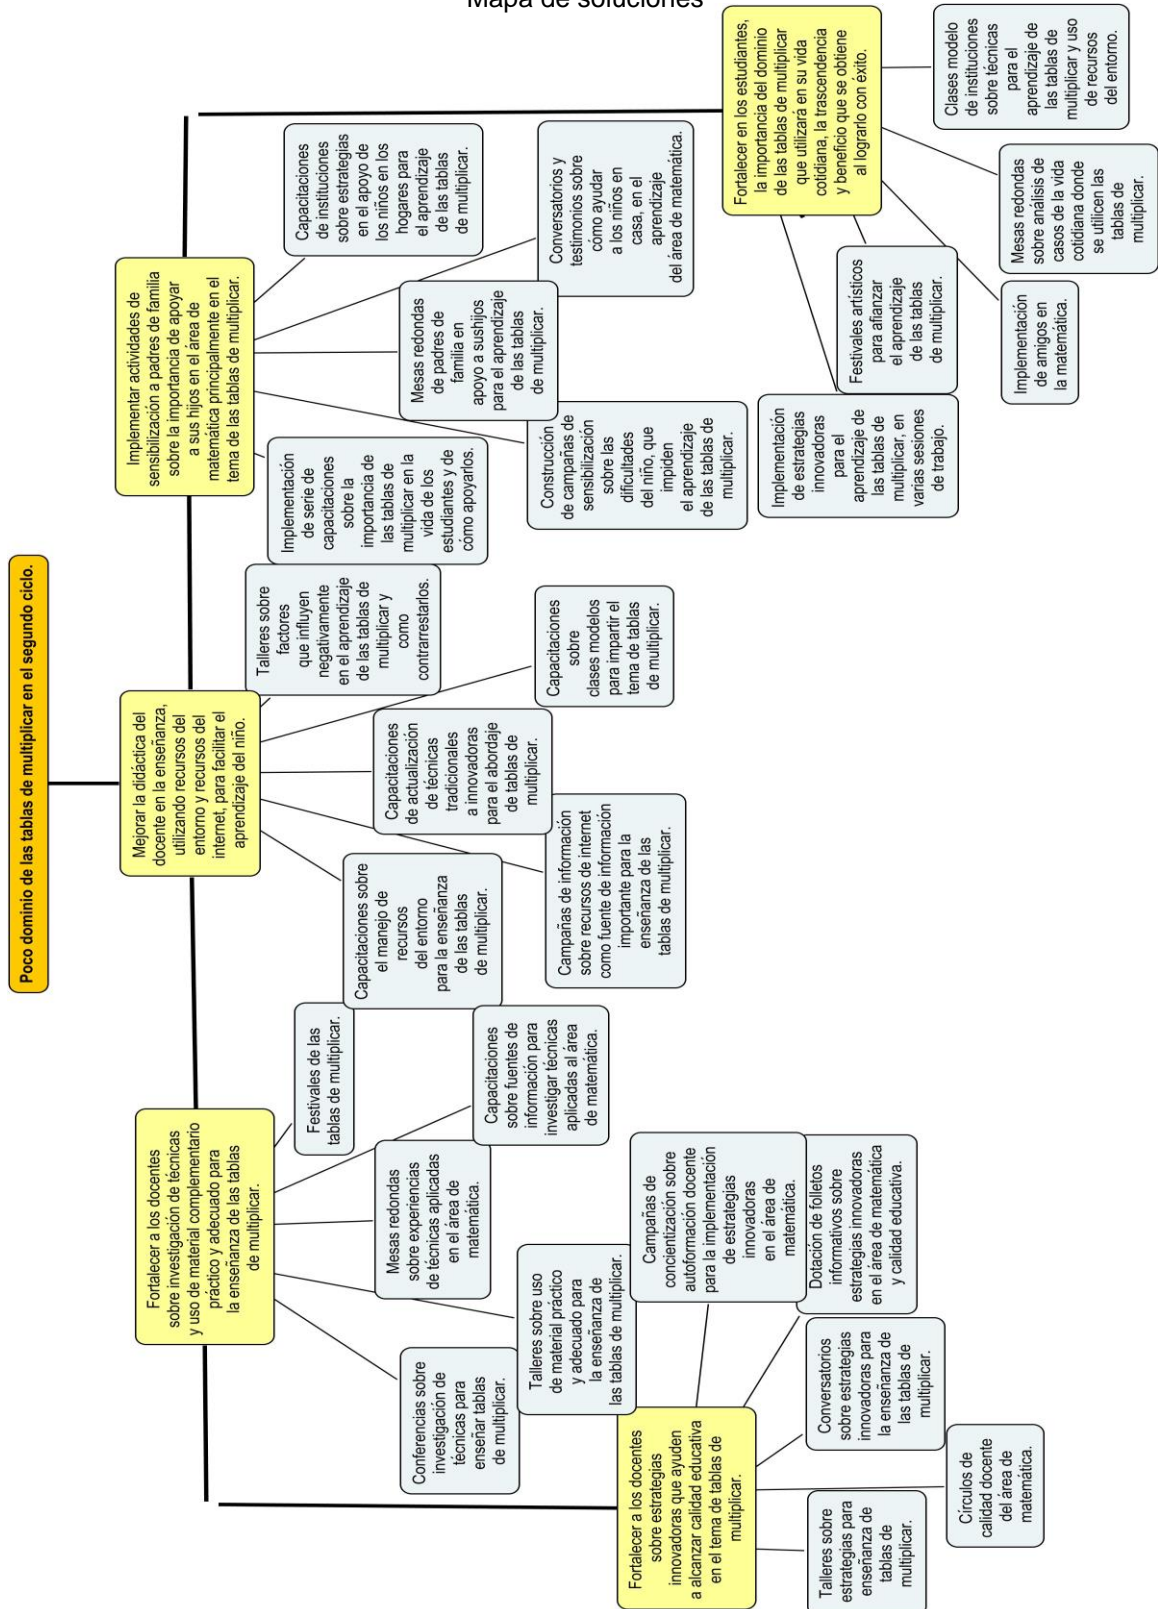 Mapa de soluciones
Poco dominio de las tablas de multiplicar en el segundo ciclo.
Fortalecer a los docentes
sobre investigación de técnicas
y uso de material complementario
práctico y adecuado para
la enseñanza de las tablas
de multiplicar.
Conferencias sobre
investigación de
técnicas para
enseñar tablas
de multiplicar.
Talleres sobre uso
de material práctico
y adecuado para
la enseñanza de
las tablas de multiplicar.
Mesas redondas
sobre experiencias
de técnicas aplicadas
en el área de
matemática.
Capacitaciones
sobre fuentes de
información para
investigar técnicas
aplicadas al área
de matemática.
Festivales de las
tablas de multiplicar.
Mejorar la didáctica del
docente en la enseñanza,
utilizando recursos del
entorno y recursos del
internet, para facilitar el
aprendizaje del niño.
Capacitaciones sobre
el manejo de
recursos
del entorno
para la enseñanza
de las tablas
de multiplicar.
Campañas de información
sobre recursos de internet
como fuente de información
importante para la
enseñanza de las
tablas de multiplicar.
Capacitaciones
de actualización
de técnicas
tradicionales
a innovadoras
para el abordaje
de tablas de
multiplicar.
Capacitaciones
sobre
clases modelos
para impartir el
tema de tablas
de multiplicar.
Talleres sobre
factores
que influyen
negativamente
en el aprendizaje
de las tablas de
multiplicar y
como
contrarrestarlos.
Implementar actividades de
sensibilización a padres de familia
sobre la importancia de apoyar
a sus hijos en el área de
matemática principalmente en el
tema de las tablas de multiplicar.
Implementación
de serie de
capacitaciones
sobre la
importancia de
las tablas de
multiplicar en la
vida de los
estudiantes y de
cómo apoyarlos.
Construcción
de campañas de
sensibilización
sobre las
dificultades
del niño, que
impiden
el aprendizaje
de las tablas de
multiplicar.
Mesas redondas
de padres de
familia en
apoyo a sushijos
para el aprendizaje
de las tablas
de multiplicar.
Conversatorios y
testimonios sobre
cómo ayudar
a los niños en
casa, en el
aprendizaje
del área de matemática.
Capacitaciones
de instituciones
sobre estrategias
en el apoyo de
los niños en los
hogares para
el aprendizaje
de las tablas
de multiplicar.
Fortalecer a los docentes
sobre estrategias
innovadoras que ayuden
a alcanzar calidad educativa
en el tema de tablas de
multiplicar.
Talleres sobre
estrategias para
enseñanza de
tablas de
multiplicar.
Círculos de
calidad docente
del área de
matemática.
Conversatorios
sobre estrategias
innovadoras para
la enseñanza de
las tablas de
multiplicar.
Dotación de folletos
informativos sobre
estrategias innovadoras
en el área de matemática
y calidad educativa.
Campañas de
concientización sobre
autoformación docente
para la implementación
de estrategias
innovadoras
en el área de
matemática.
Fortalecer en los estudiantes,
la importancia del dominio
de las tablas de multiplicar
que utilizará en su vida
cotidiana, la trascendencia
y beneficio que se obtiene
al lograrlo con éxito.
Implementación
de estrategias
innovadoras
para el
aprendizaje de
las tablas de
multiplicar, en
varias sesiones
de trabajo.
Festivales artísticos
para afianzar
el aprendizaje
de las tablas
de multiplicar.
Implementación
de amigos en
la matemática.
Mesas redondas
sobre análisis de
casos de la vida
cotidiana donde
se utilicen las
tablas de
multiplicar.
Clases modelo
de instituciones
sobre técnicas
para el
aprendizaje de
las tablas de
multiplicar y uso
de recursos
del entorno.